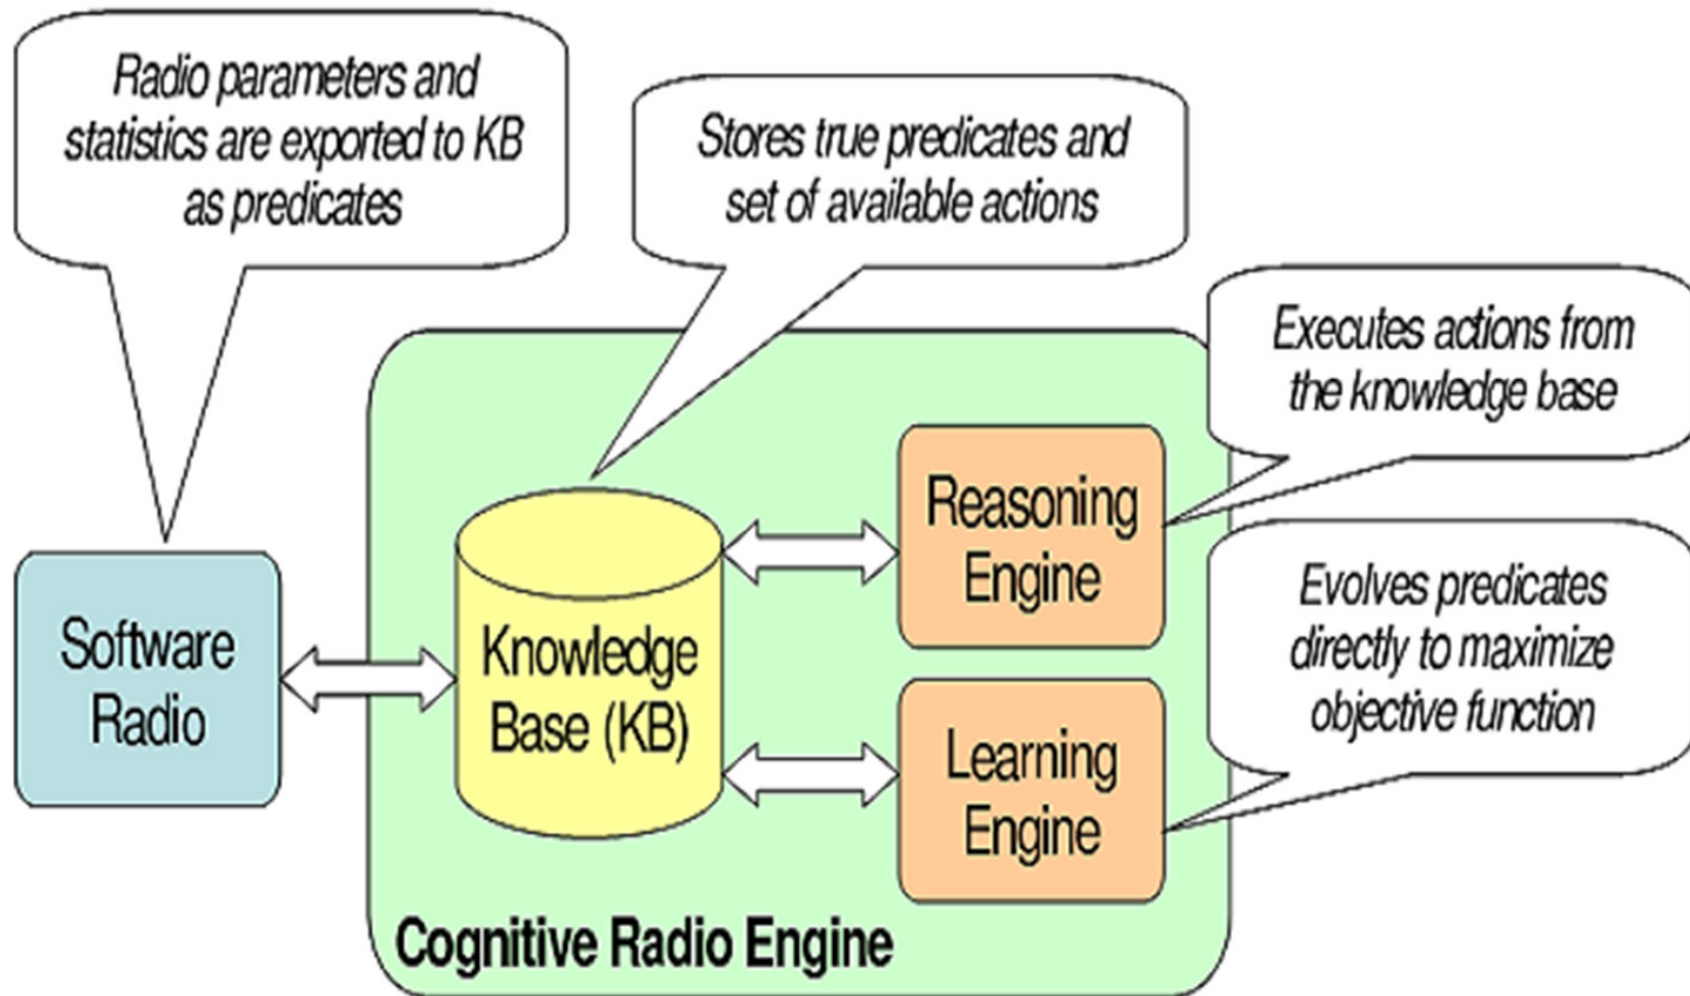 Radio parameters and
statistics are exported to KB
as predicates
Stores true predicates and
set of available actions
Executes actions from
the knowledge base
Reasoning
Engine
Evolves predicates
directly to maximize
objective function
Software
Radio
Knowledge
Base (KB)
Learning
Engine
Cognitive Radio Engine